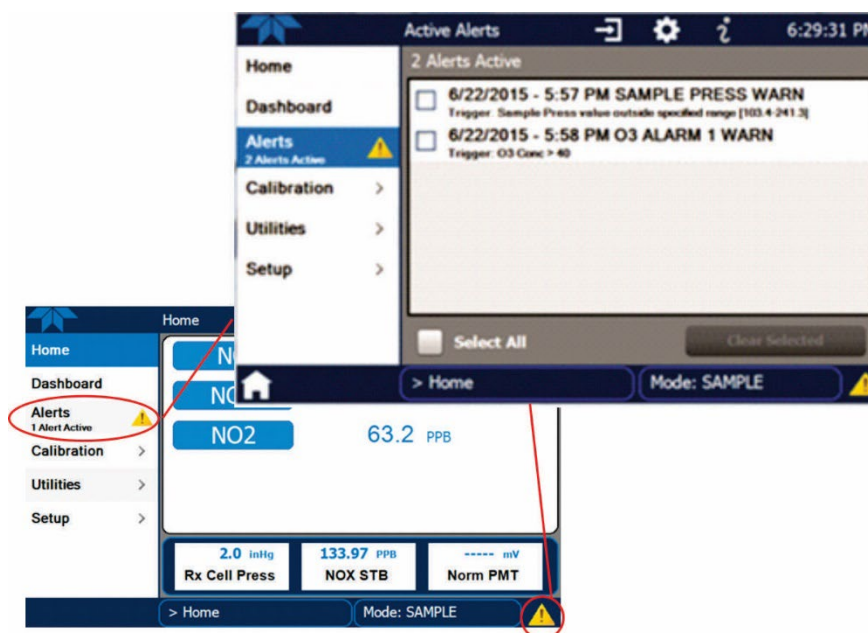 Active Alerts
6:29:31 PM
Home
2 Alerts Active
6/22/2015 - 5:57 PM SAMPLE PRESS WARN
Trigger: Sample Press value outside specified range [103.4-241.3]
Dashboard
6/22/2015 - 5:58 PM O3 ALARM 1 WARN
Trigger: O3 Conc > 40
Alerts
2 Alerts Active
Calibration >
Utilities >
Setup >
Select All
Clear Selected
> Home
Mode: SAMPLE
Home
Home
Dashboard
Alerts
1 Alert Active
Calibration >
Utilities >
Setup >
NO2 63.2 PPB
2.0 inHg
Rx Cell Press
133.97 PPB
NOX STB
----- mV
Norm PMT
> Home
Mode: SAMPLE